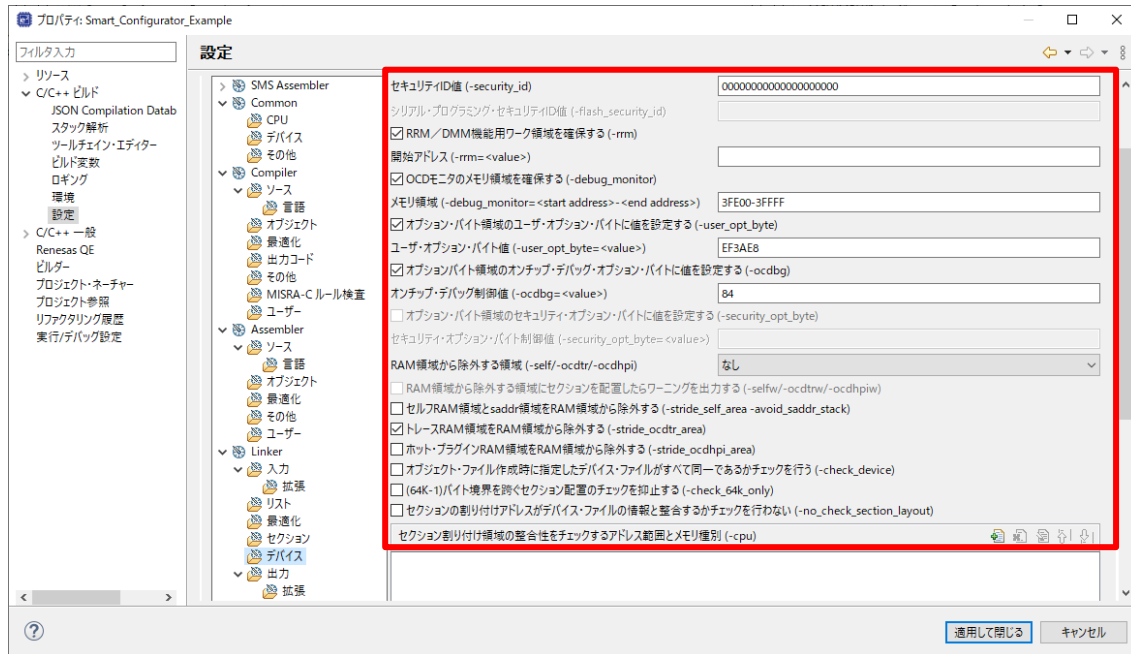 プロパティ: Smart_Configurator_Example
フィルタ入力
リソース
C/C++ ビルド
JSON Compilation Datab
スタック解析
ツールチェイン・エディター
ビルド変数
ロギング
環境
設定
C/C++ 一般
Renesas QE
ビルダー
プロジェクト・ネーチャー
プロジェクト参照
リファクタリング履歴
実行/デバッグ設定
設定
SMS Assembler
Common
CPU
デバイス
その他
Compiler
ソース
言語
オブジェクト
最適化
出力コード
その他
MISRA-C ルール検査
ユーザー
Assembler
ソース
言語
オブジェクト
最適化
その他
ユーザー
Linker
入力
拡張
リスト
最適化
セクション
デバイス
出力
拡張
セキュリティID値 (-security_id) 00000000000000000000
シリアル・プログラミング・セキュリティID値 (-flash_security_id)
RRM/DMM機能用ワーク領域を確保する (-rrm)
開始アドレス (-rrm=<value>)
OCDモニタのメモリ領域を確保する (-debug_monitor)
メモリ領域 (-debug_monitor=<start address>-<end address>) 3FE00-3FFFF
オプション・バイト領域のユーザ・オプション・バイトに値を設定する (-user_opt_byte)
ユーザ・オプション・バイト値 (-user_opt_byte=<value>) EF3AE8
オプションバイト領域のオンチップ・デバッグ・オプション・バイトに値を設定する (-ocdbg)
オンチップ・デバッグ制御値 (-ocdbg=<value>) 84
オプション・バイト領域のセキュリティ・オプション・バイトに値を設定する (-security_opt_byte)
セキュリティ・オプション・バイト制御値 (-security_opt_byte=<value>)
RAM領域から除外する領域 (-self/-ocdtr/-ocdhpi) なし
RAM領域から除外する領域にセクションを配置したらワーニングを出力する (-selfw/-ocdtrw/-ocdhpiw)
セルフRAM領域とsaddr領域をRAM領域から除外する (-stride_self_area -avoid_saddr_stack)
トレースRAM領域をRAM領域から除外する (-stride_ocdtr_area)
ホット・プラグインRAM領域をRAM領域から除外する (-stride_ocdhpi_area)
オブジェクト・ファイル作成時に指定したデバイス・ファイルがすべて同一であるかチェックを行う (-check_device)
(64K-1)バイト境界を跨ぐセクション配置のチェックを抑止する (-check_64k_only)
セクションの割り付けアドレスがデバイス・ファイルの情報と整合するかチェックを行わない (-no_check_section_layout)
セクション割り付け領域の整合性をチェックするアドレス範囲とメモリ種別 (-cpu)
適用して閉じる
キャンセル